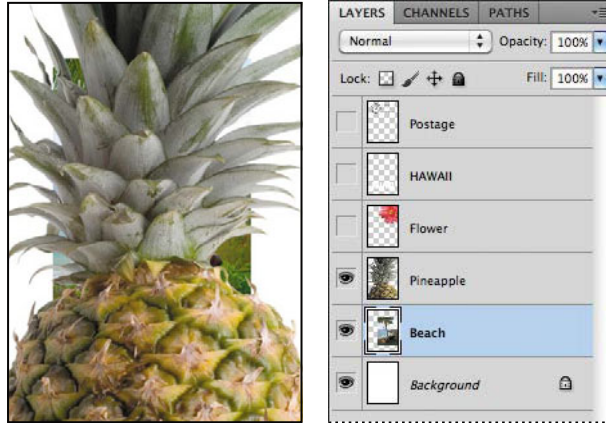 LAYERS CHANNELS PATHS
Normal Opacity: 100%
Lock: Fill: 100%
Postage
HAWAII
Flower
Pineapple
Beach
Background